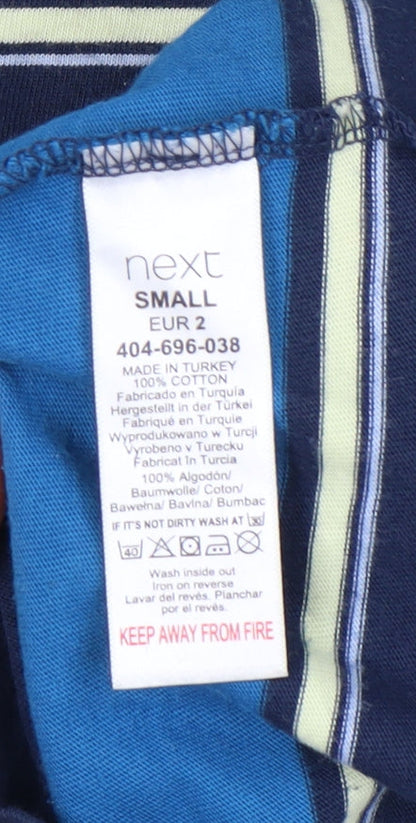 next
SMALL
EUR 2
404-696-038
MADE IN TURKEY
100% COTTON
Fabricado en Turquía
Hergestellt in der Türkei
Fabriqué en Turquie
Wyprodukowano w Turcji
Vyrobeno v Turecku
Fabricat în Turcia
100% Algodón/
Baumwolle/ Coton/
Bawełna/ Bavlna/ Bumbac
IF IT'S NOT DIRTY WASH AT 30
40
Wash inside out
Iron on reverse
Lavar del revés. Planchar
por el revés.
KEEP AWAY FROM FIRE